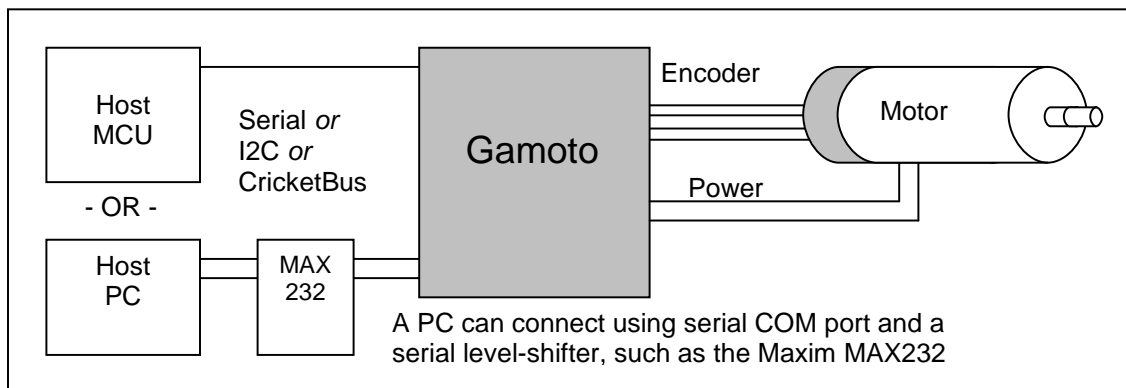 Host
MCU
Serial or
I2C or
CricketBus
- OR -
Host
PC
MAX
232
Gamoto
Encoder
Motor
Power
A PC can connect using serial COM port and a
serial level-shifter, such as the Maxim MAX232